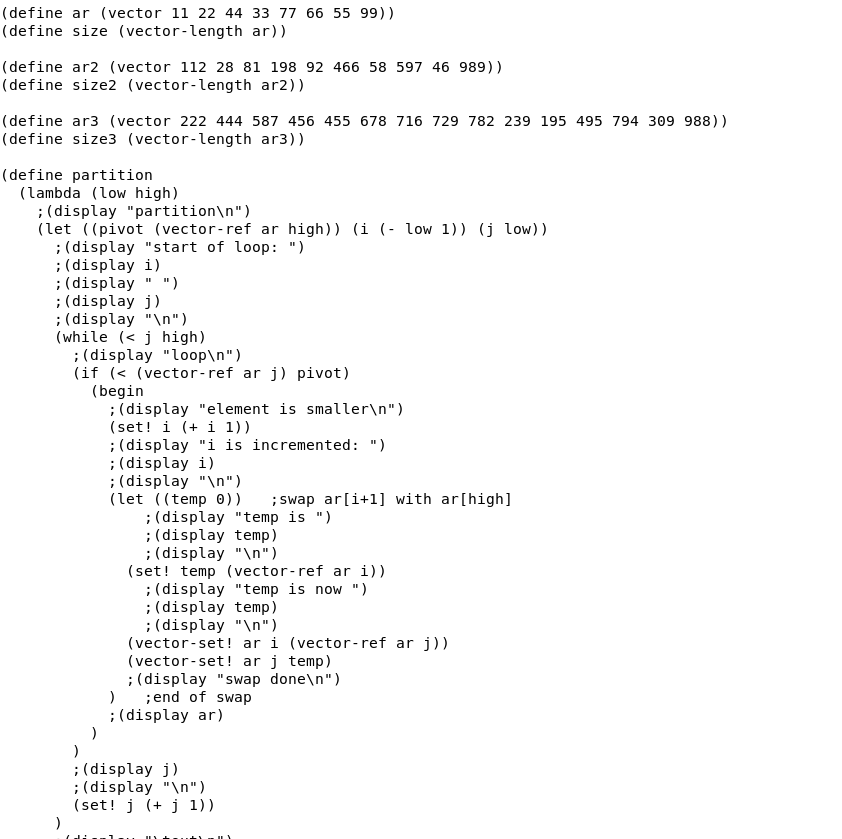 (define ar (vector 11 22 44 33 77 66 55 99))
(define size (vector-length ar))

(define ar2 (vector 112 28 81 198 92 466 58 597 46 989))
(define size2 (vector-length ar2))

(define ar3 (vector 222 444 587 456 455 678 716 729 782 239 195 495 794 309 988))
(define size3 (vector-length ar3))

(define partition
  (lambda (low high)
    ;(display "partition\n")
    (let ((pivot (vector-ref ar high)) (i (- low 1)) (j low))
      ;(display "start of loop: ")
      ;(display i)
      ;(display " ")
      ;(display j)
      ;(display "\n")
      (while (< j high)
        ;(display "loop\n")
        (if (< (vector-ref ar j) pivot)
          (begin
            ;(display "element is smaller\n")
            (set! i (+ i 1))
            ;(display "i is incremented: ")
            ;(display i)
            ;(display "\n")
            (let ((temp 0))   ;swap ar[i+1] with ar[high]
                ;(display "temp is ")
                ;(display temp)
                ;(display "\n")
              (set! temp (vector-ref ar i))
                ;(display "temp is now ")
                ;(display temp)
                ;(display "\n")
              (vector-set! ar i (vector-ref ar j))
              (vector-set! ar j temp)
              ;(display "swap done\n")
            )   ;end of swap
            ;(display ar)
          )
        )
        ;(display j)
        ;(display "\n")
        (set! j (+ j 1))
      )